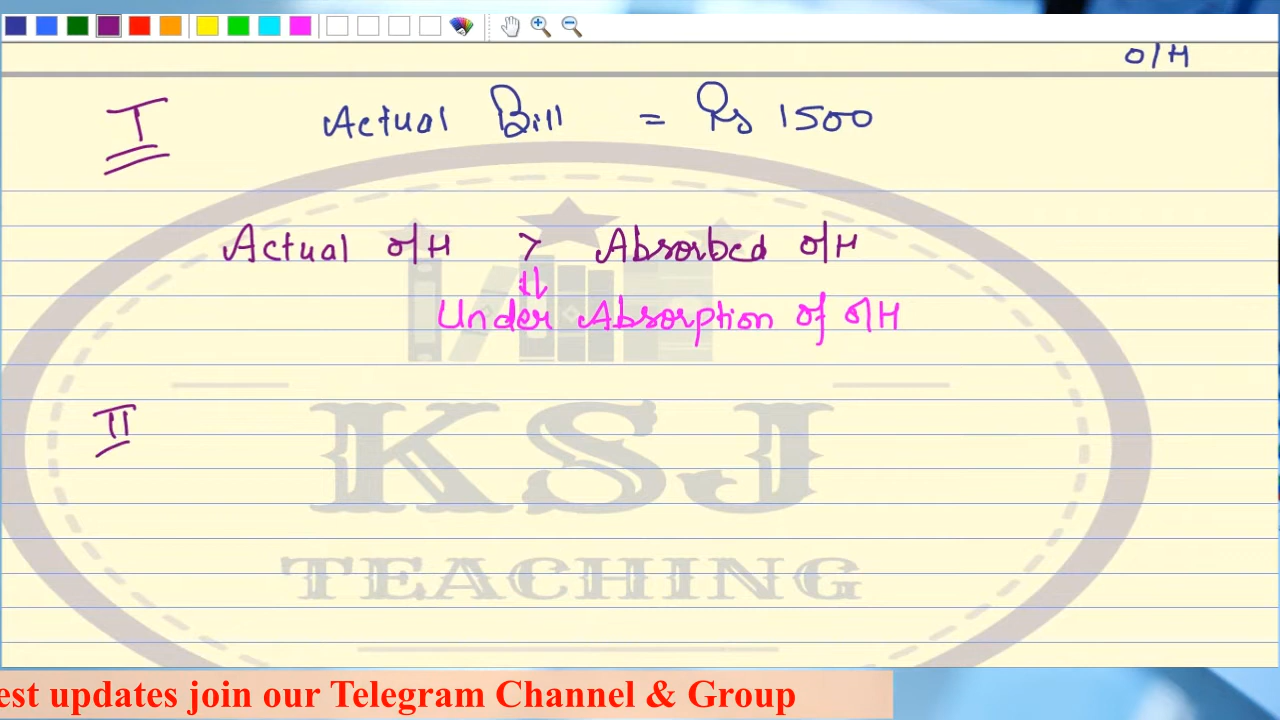 O/H
I Actual Bill = Rs 1500
Actual O/H > Absorbed O/H
Under Absorption of O/H
II
KSJ
TEACHING
est updates join our Telegram Channel & Group